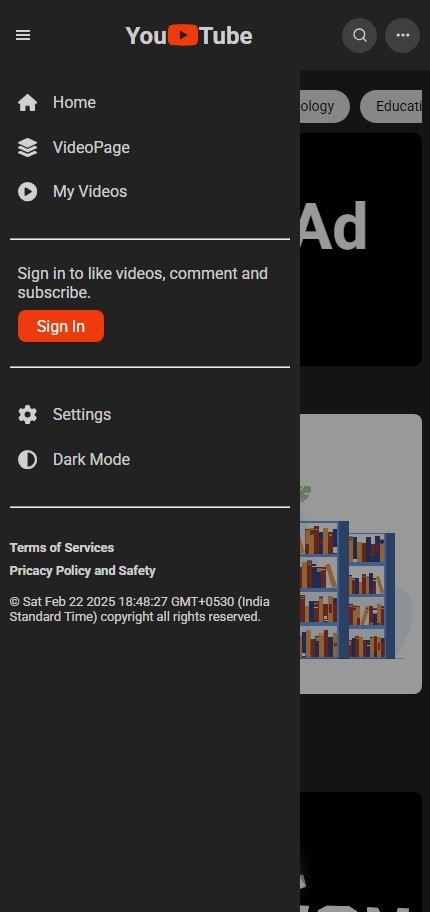 YouTube
ology
Educati
Home
VideoPage
My Videos
Ad
Sign in to like videos, comment and
subscribe.
Sign In
Settings
Dark Mode
Terms of Services
Pricacy Policy and Safety
© Sat Feb 22 2025 18:48:27 GMT+0530 (India
Standard Time) copyright all rights reserved.